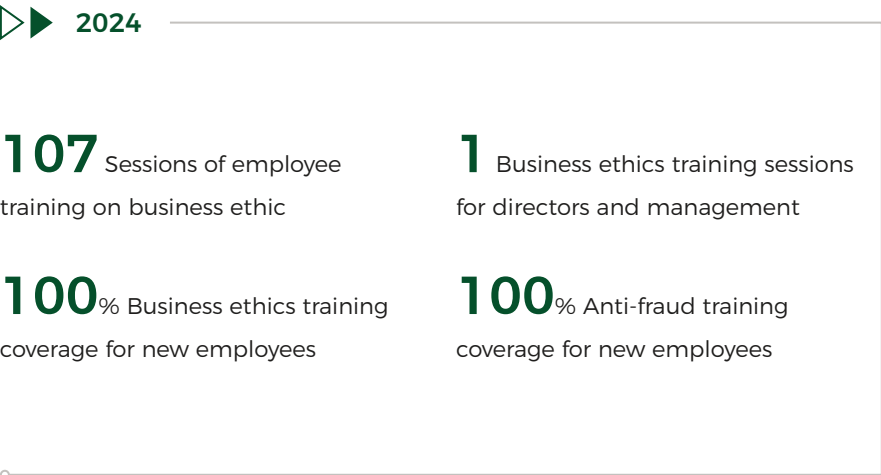 2024
107 Sessions of employee
training on business ethic
1 Business ethics training sessions
for directors and management
100% Business ethics training
coverage for new employees
100% Anti-fraud training
coverage for new employees